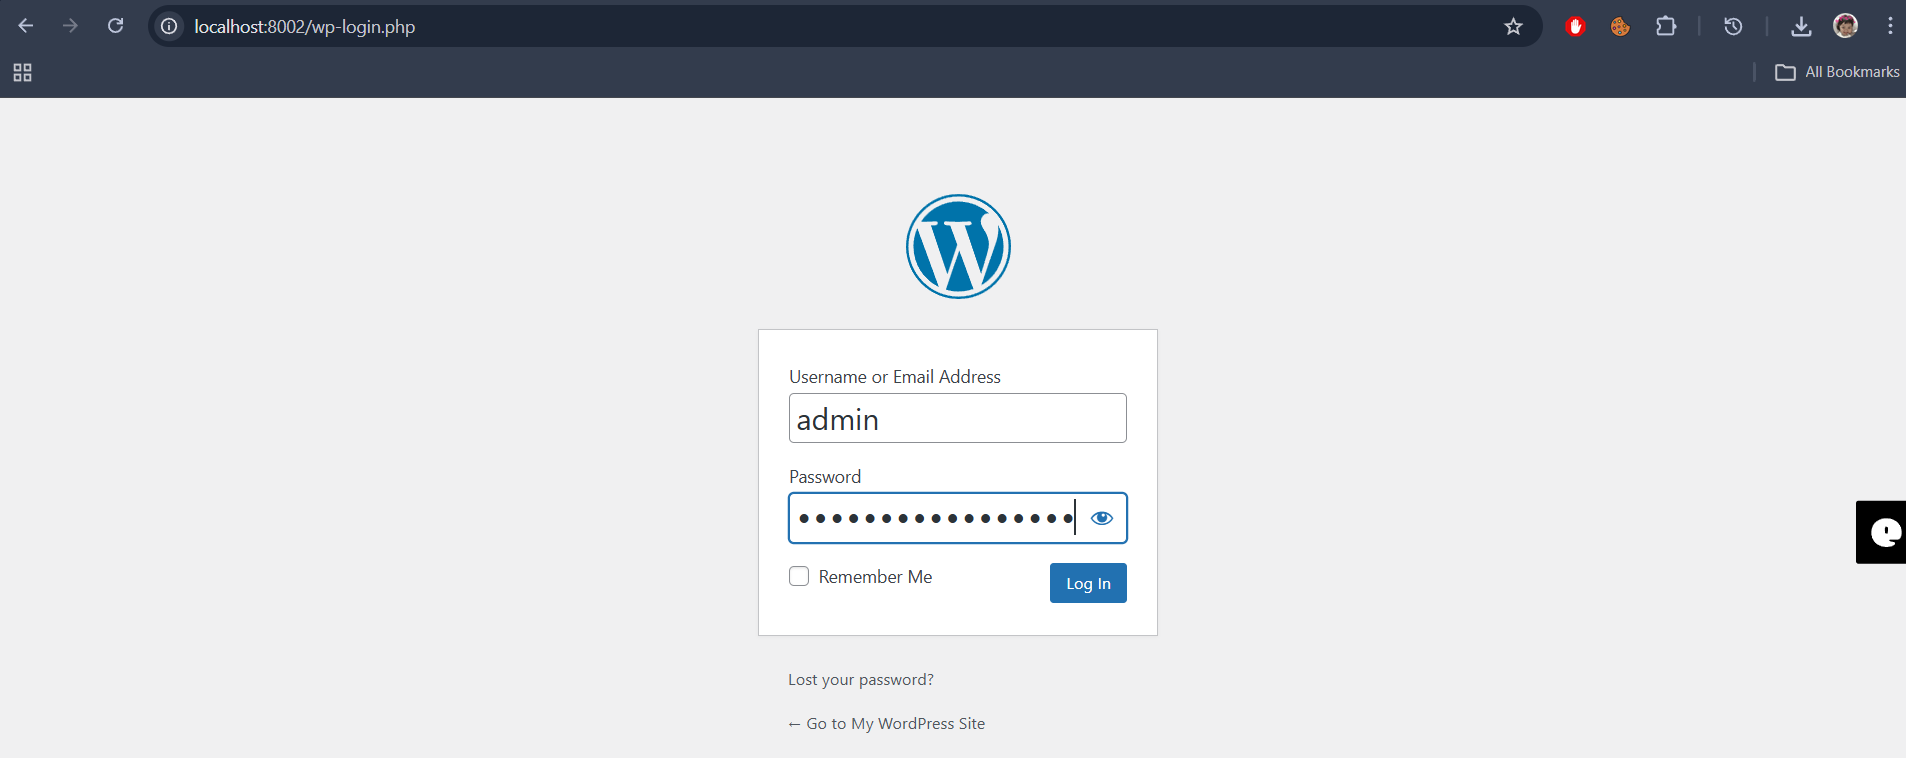 localhost:8002/wp-login.php
All Bookmarks
Username or Email Address
admin
Password
Remember Me
Log In
Lost your password?
← Go to My WordPress Site